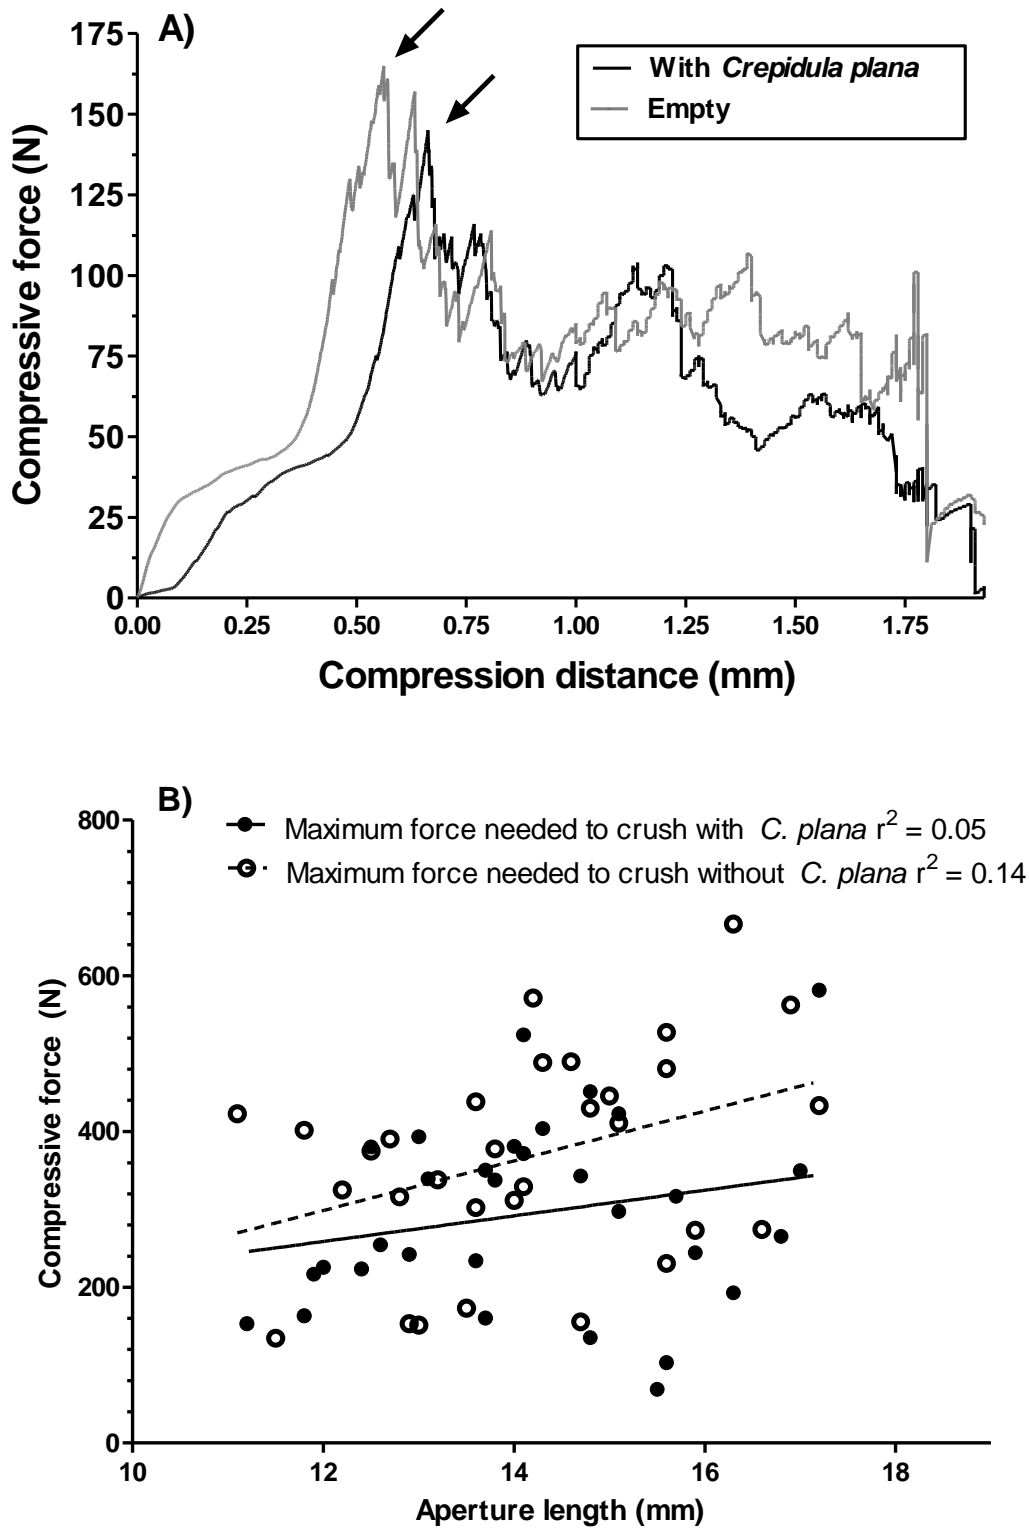 A)
175
150
125
100
75
50
25
0
Compressive force (N)
With Crepidula plana
Empty
0.00 0.25 0.50 0.75 1.00 1.25 1.50 1.75
Compression distance (mm)
B)
Maximum force needed to crush with C. plana r² = 0.05
Maximum force needed to crush without C. plana r² = 0.14
800
600
400
200
0
Compressive force (N)
10 12 14 16 18
Aperture length (mm)